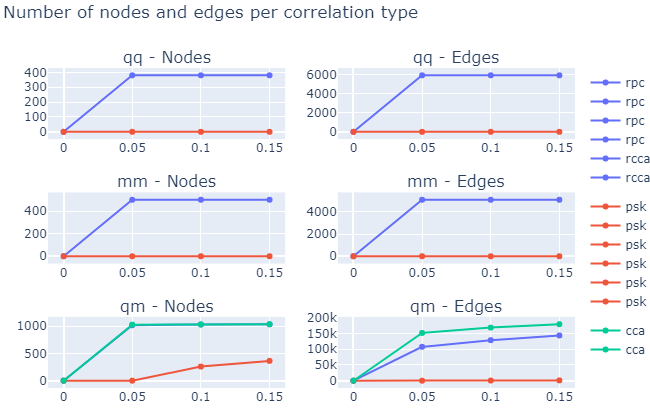 Number of nodes and edges per correlation type
qq - Nodes
400
300
200
100
0
0 0.05 0.1 0.15
qq - Edges
6000
4000
2000
0
0 0.05 0.1 0.15
mm - Nodes
400
200
0
0 0.05 0.1 0.15
mm - Edges
4000
2000
0
0 0.05 0.1 0.15
qm - Nodes
1000
500
0
0 0.05 0.1 0.15
qm - Edges
200k
150k
100k
50k
0
0 0.05 0.1 0.15
rpc
rpc
rpc
rpc
rcca
rcca
psk
psk
psk
psk
psk
psk
cca
cca